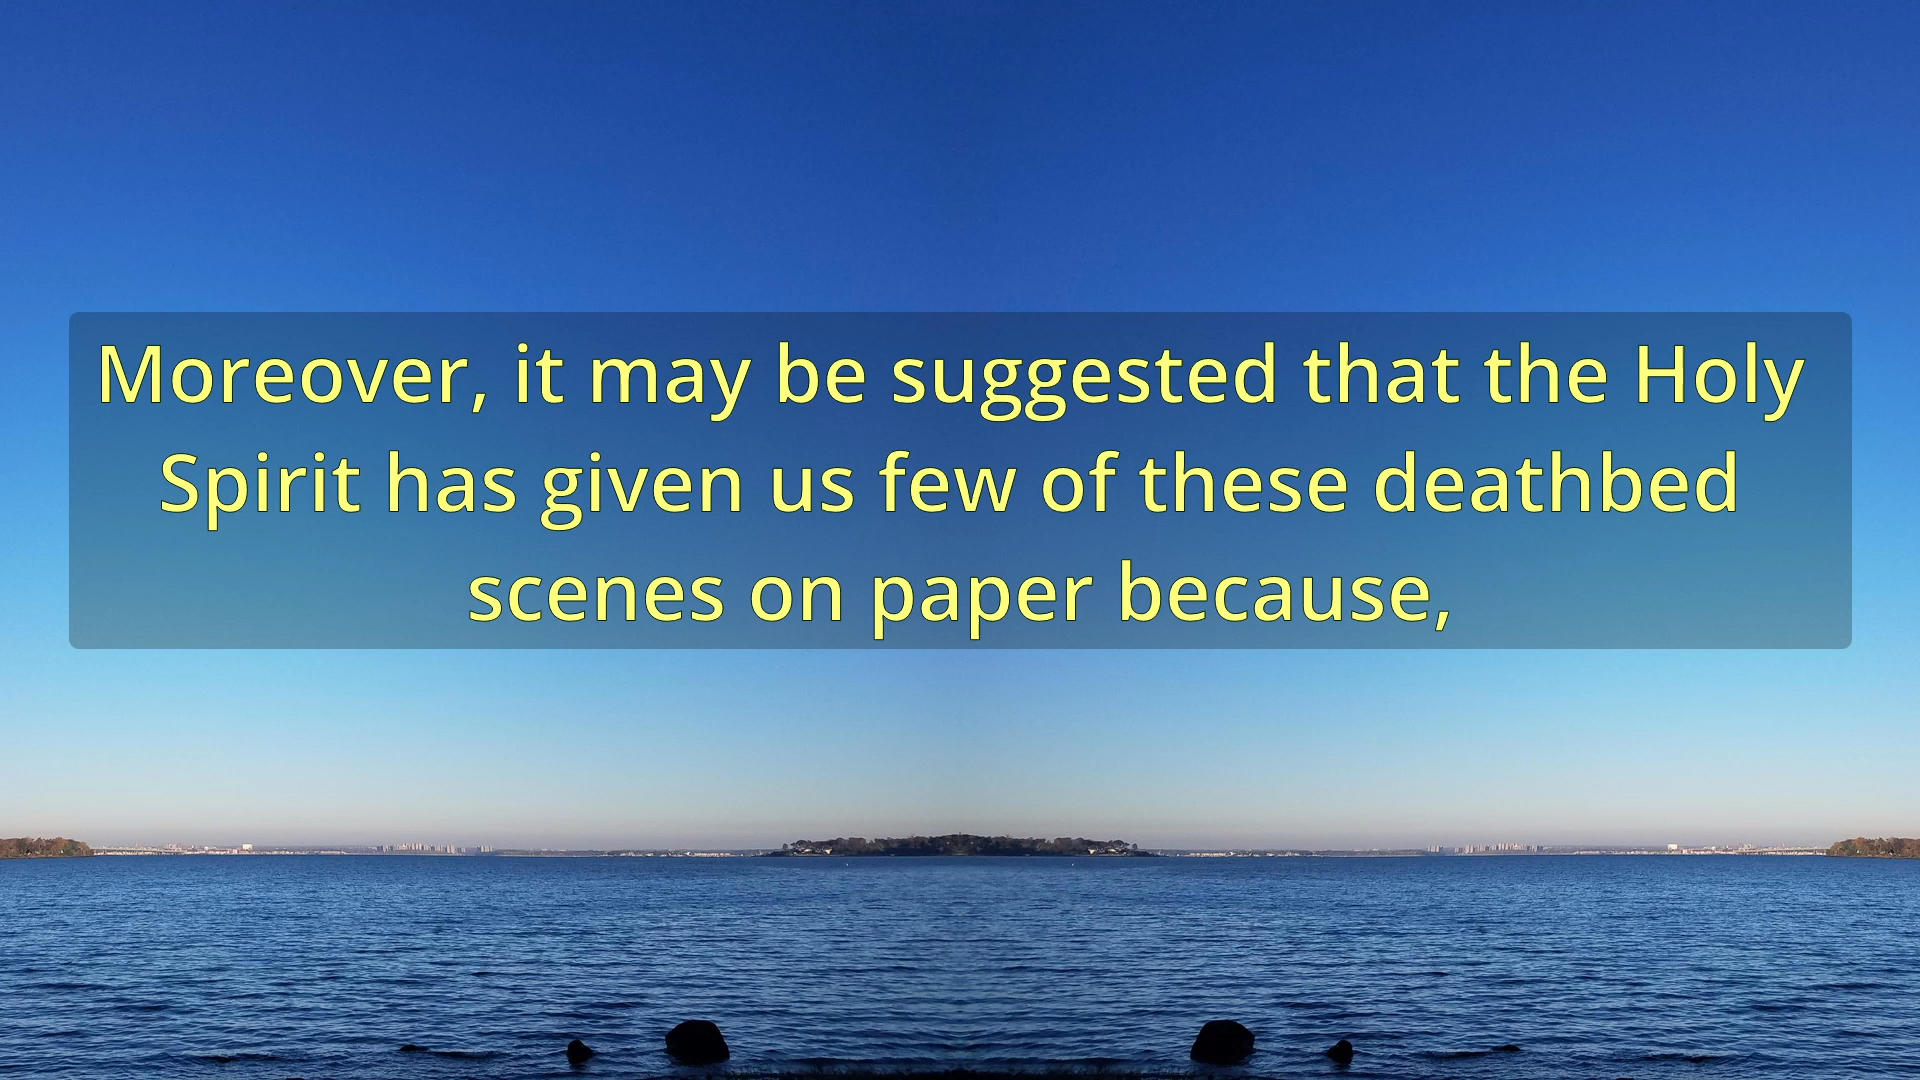 Moreover, it may be suggested that the Holy
Spirit has given us few of these deathbed
scenes on paper because,